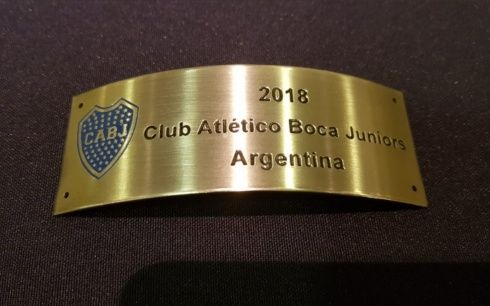 2018
CABJ
Club Atlético Boca Juniors
Argentina